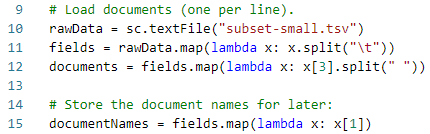 9 # Load documents (one per line).
10 rawData = sc.textFile("subset-small.tsv")
11 fields = rawData.map(lambda x: x.split("\t"))
12 documents = fields.map(lambda x: x[3].split(" "))
13
14 # Store the document names for later:
15 documentNames = fields.map(lambda x: x[1])